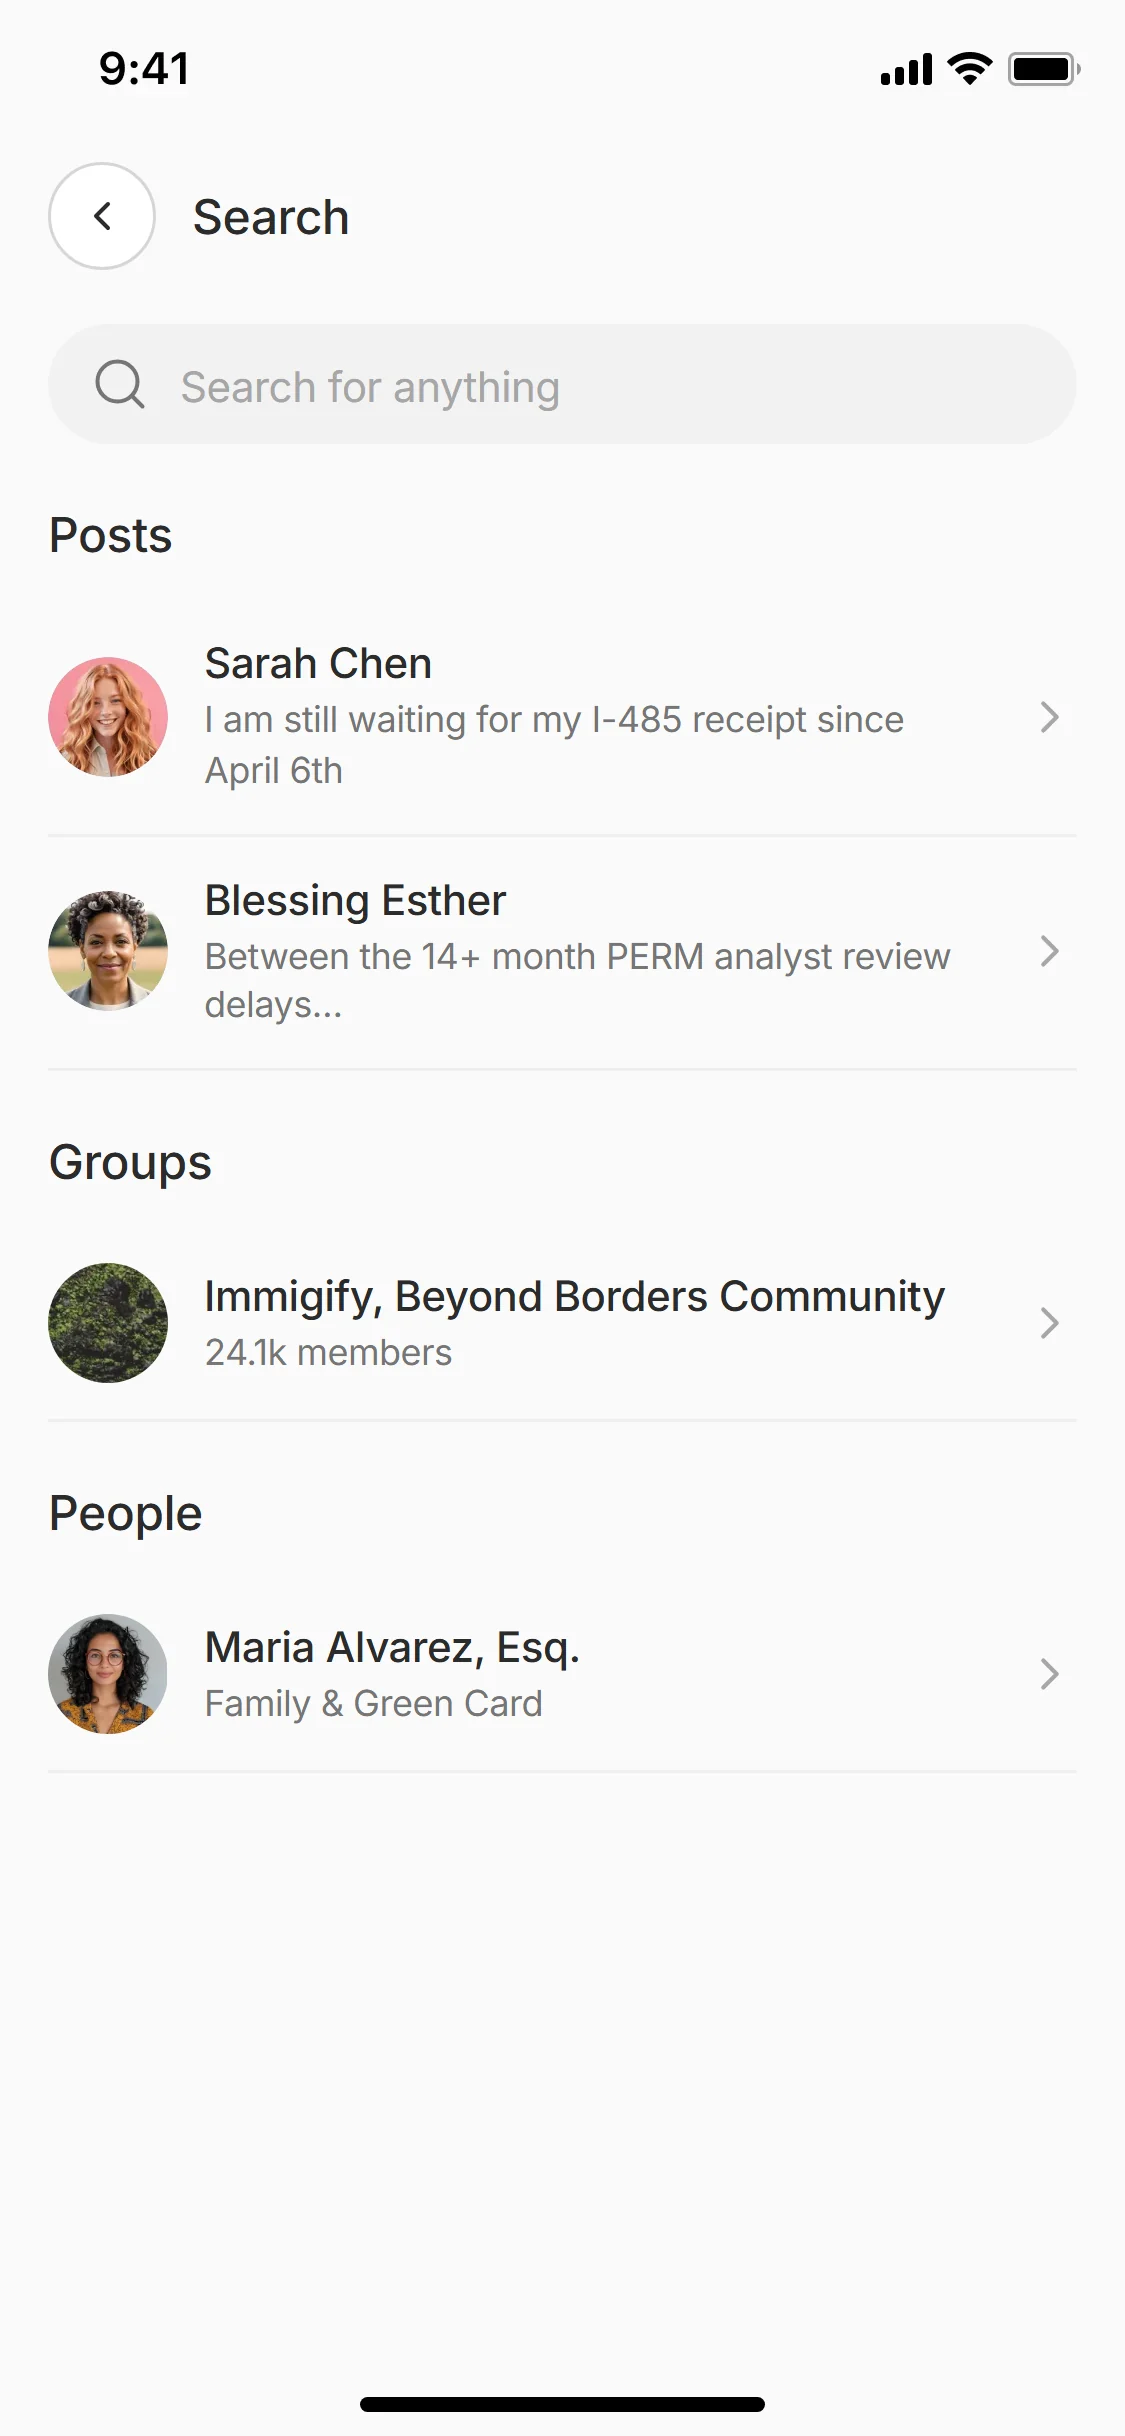 9:41
Search
Search for anything
Posts
Sarah Chen
I am still waiting for my I-485 receipt since
April 6th
Blessing Esther
Between the 14+ month PERM analyst review
delays...
Groups
Immigify, Beyond Borders Community
24.1k members
People
Maria Alvarez, Esq.
Family & Green Card